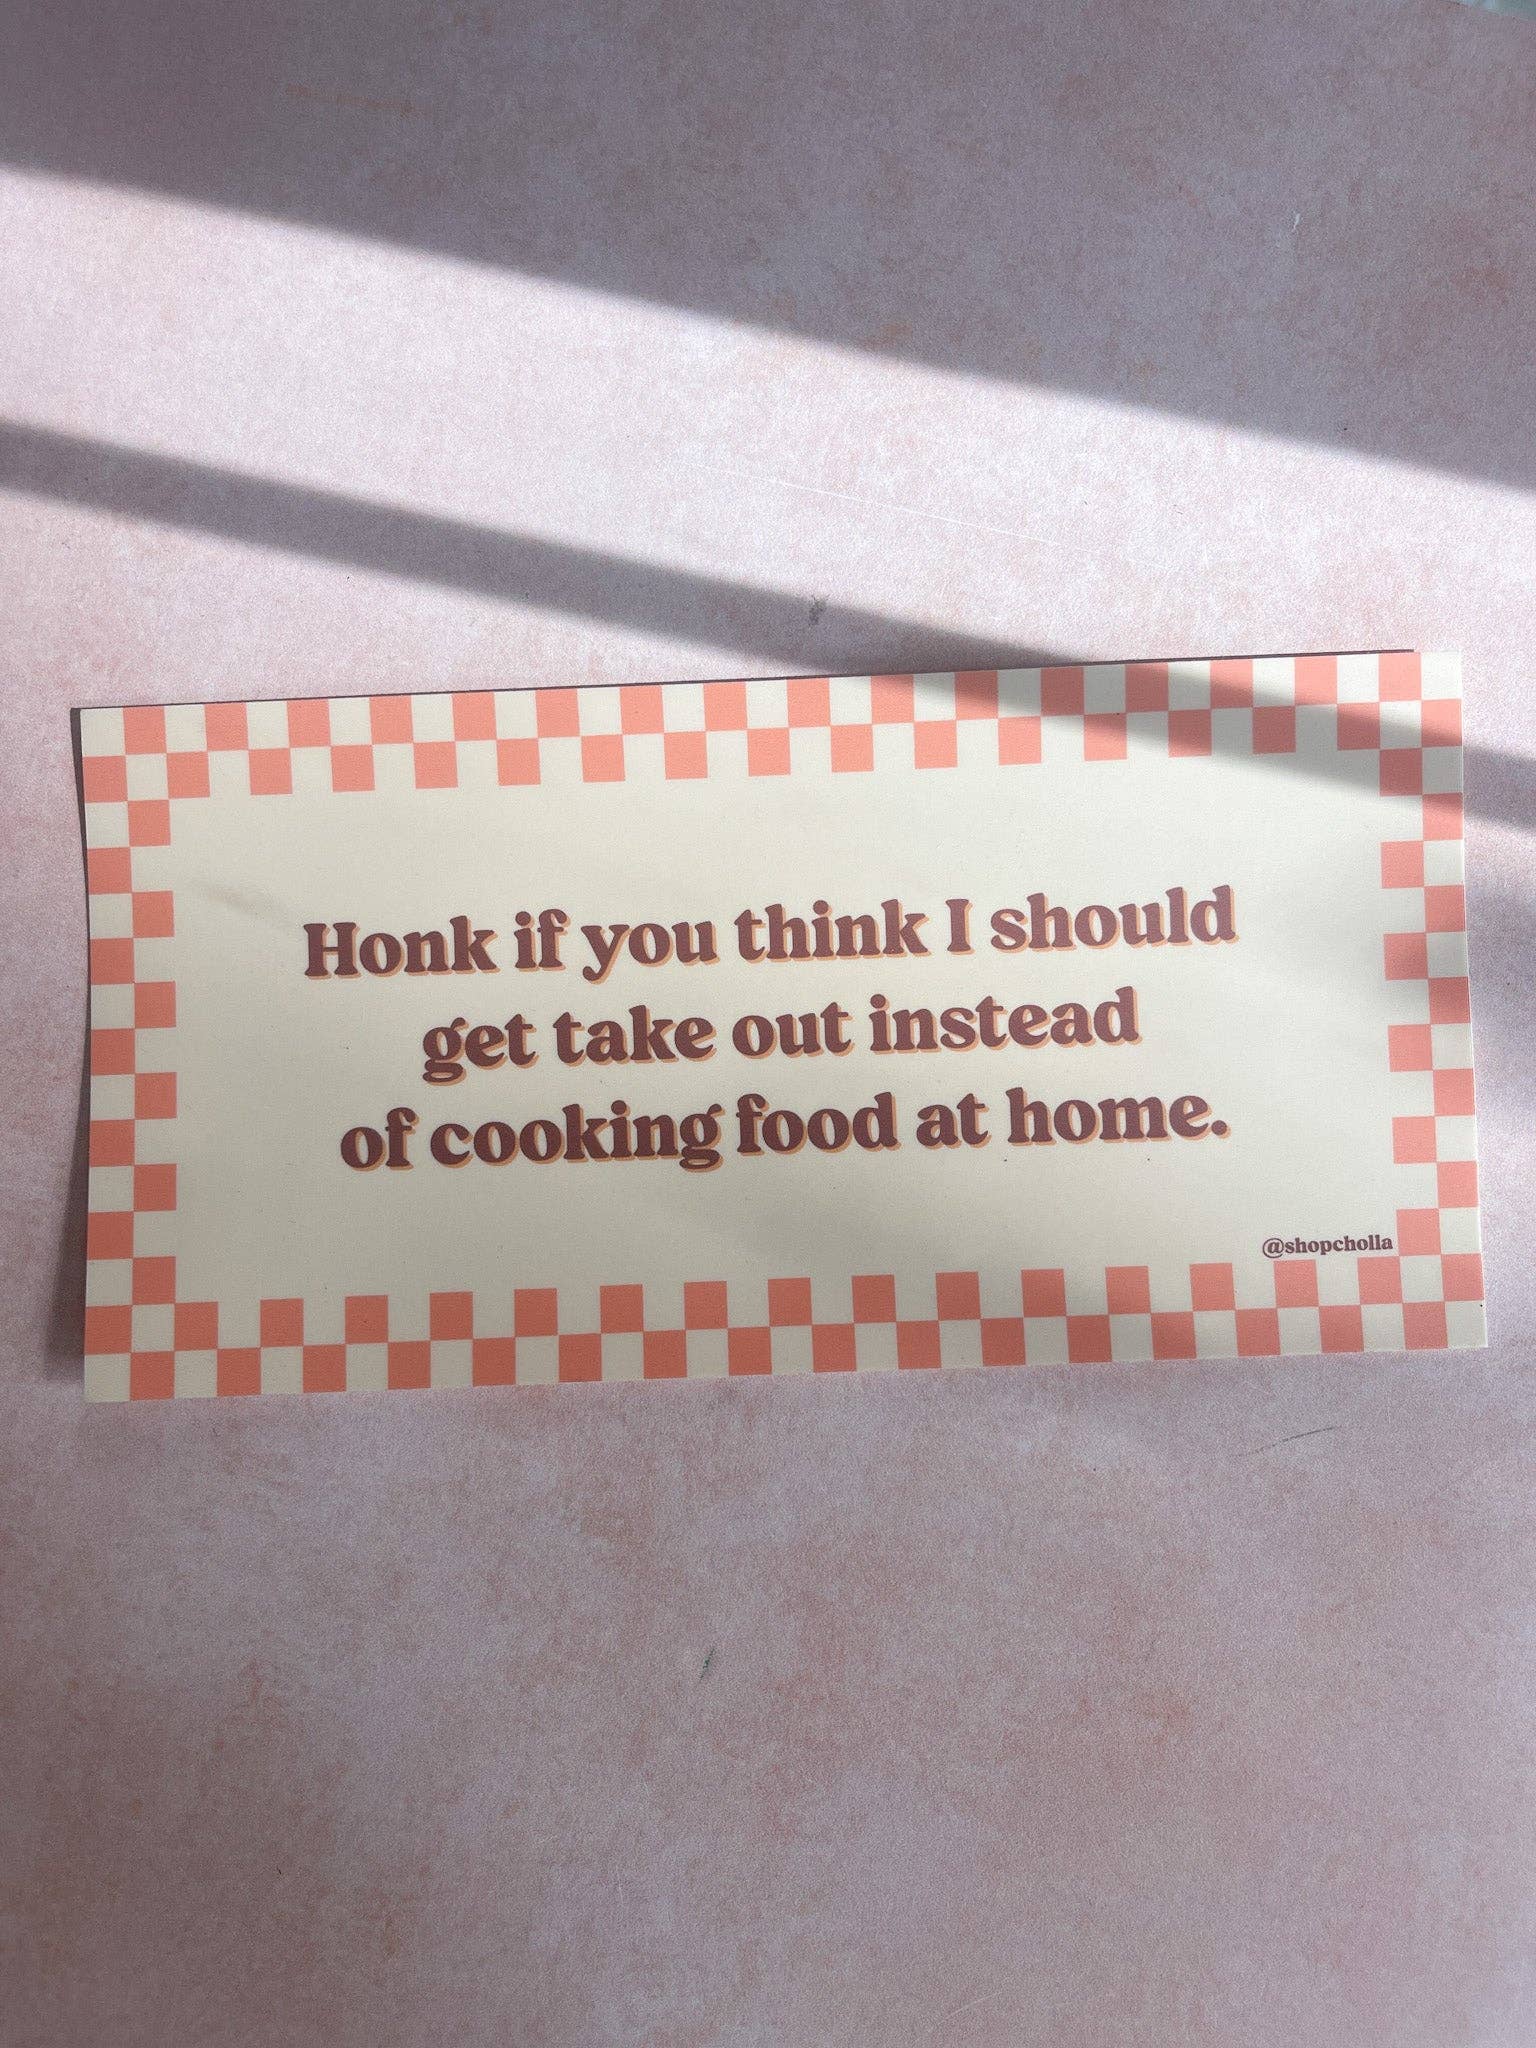 Honk if you think I should
get take out instead
of cooking food at home.
@shopcholla